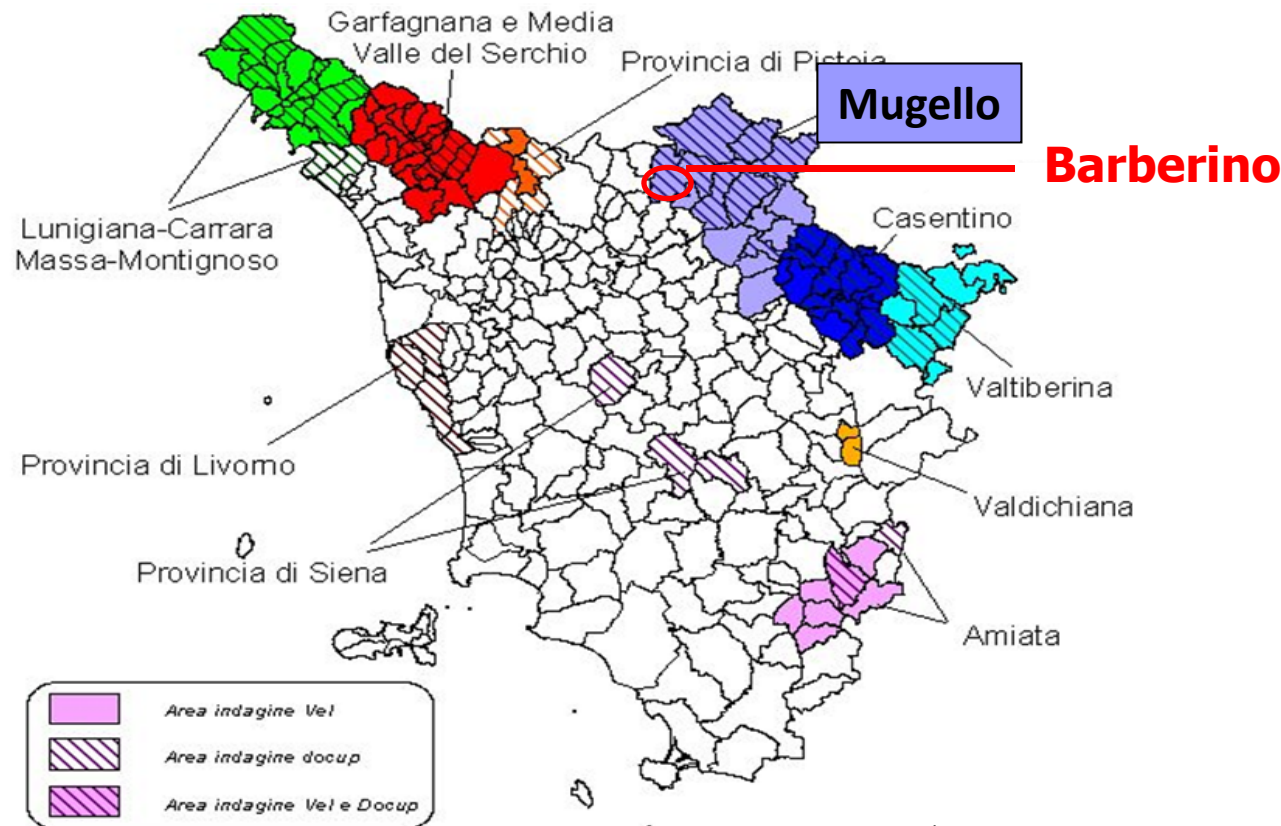 Garfagnana e Media
Valle del Serchio
Provincia di Pistoia
Mugello
Barberino
Casentino
Lunigiana-Carrara
Massa-Montignoso
Valtiberina
Provincia di Livorno
Valdichiana
Provincia di Siena
Amiata
Area indagine Vel
Area indagine docup
Area indagine Vel e Docup